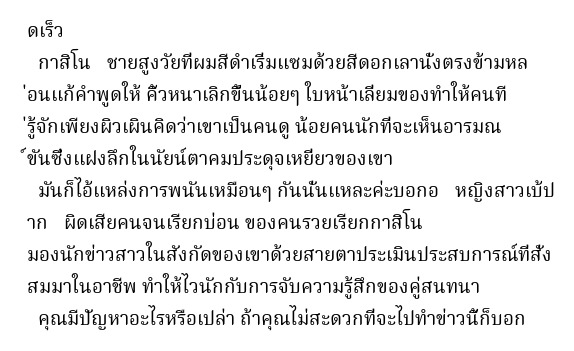 ดเร็ว
กาสิโน ชายสูงวัยที่ผมสีดำเริ่มแซมด้วยสีดอกเลานั่งตรงข้ามหล
่อนแก้คำพูดให้ คิ้วหนาเลิกขึ้นน้อยๆ ใบหน้าเลี่ยมของทำให้คนที
่รู้จักเพียงผิวเผินคิดว่าเขาเป็นคนดุ น้อยคนนักที่จะเห็นอารมณ
์ขันซึ่งแฝงลึกในนัยน์ตาคมประดุจเหยี่ยวของเขา
มันก็ไอ้แหล่งการพนันเหมือนๆ กันนั่นแหละค่ะบอกอ หญิงสาวเบ้ป
าก ผิดเสียคนจนเรียกบ่อน ของคนรวยเรียกกาสิโน
มองนักข่าวสาวในสังกัดของเขาด้วยสายตาประเมินประสบการณ์ที่สั่ง
สมมาในอาชีพ ทำให้ไวนักกับการจับความรู้สึกของคู่สนทนา
คุณมีปัญหาอะไรหรือเปล่า ถ้าคุณไม่สะดวกที่จะไปทำข่าวนี้ก็บอก